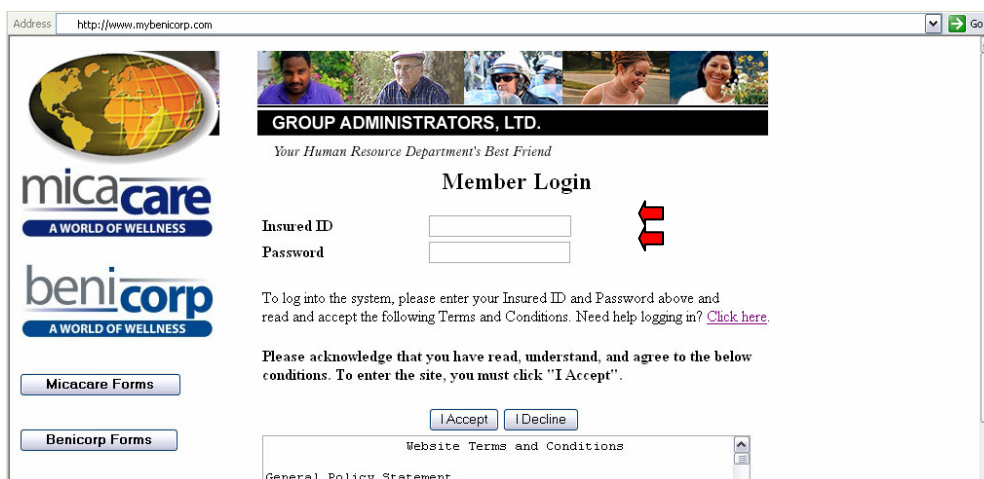 Address http://www.mybenicorp.com Go
GROUP ADMINISTRATORS, LTD.
Your Human Resource Department's Best Friend
micacare
A WORLD OF WELLNESS
benicorp
A WORLD OF WELLNESS
Micacare Forms
Benicorp Forms
Member Login
Insured ID
Password
To log into the system, please enter your Insured ID and Password above and
read and accept the following Terms and Conditions. Need help logging in? Click here.
Please acknowledge that you have read, understand, and agree to the below
conditions. To enter the site, you must click "I Accept".
I Accept I Decline
Website Terms and Conditions
General Policy Statement